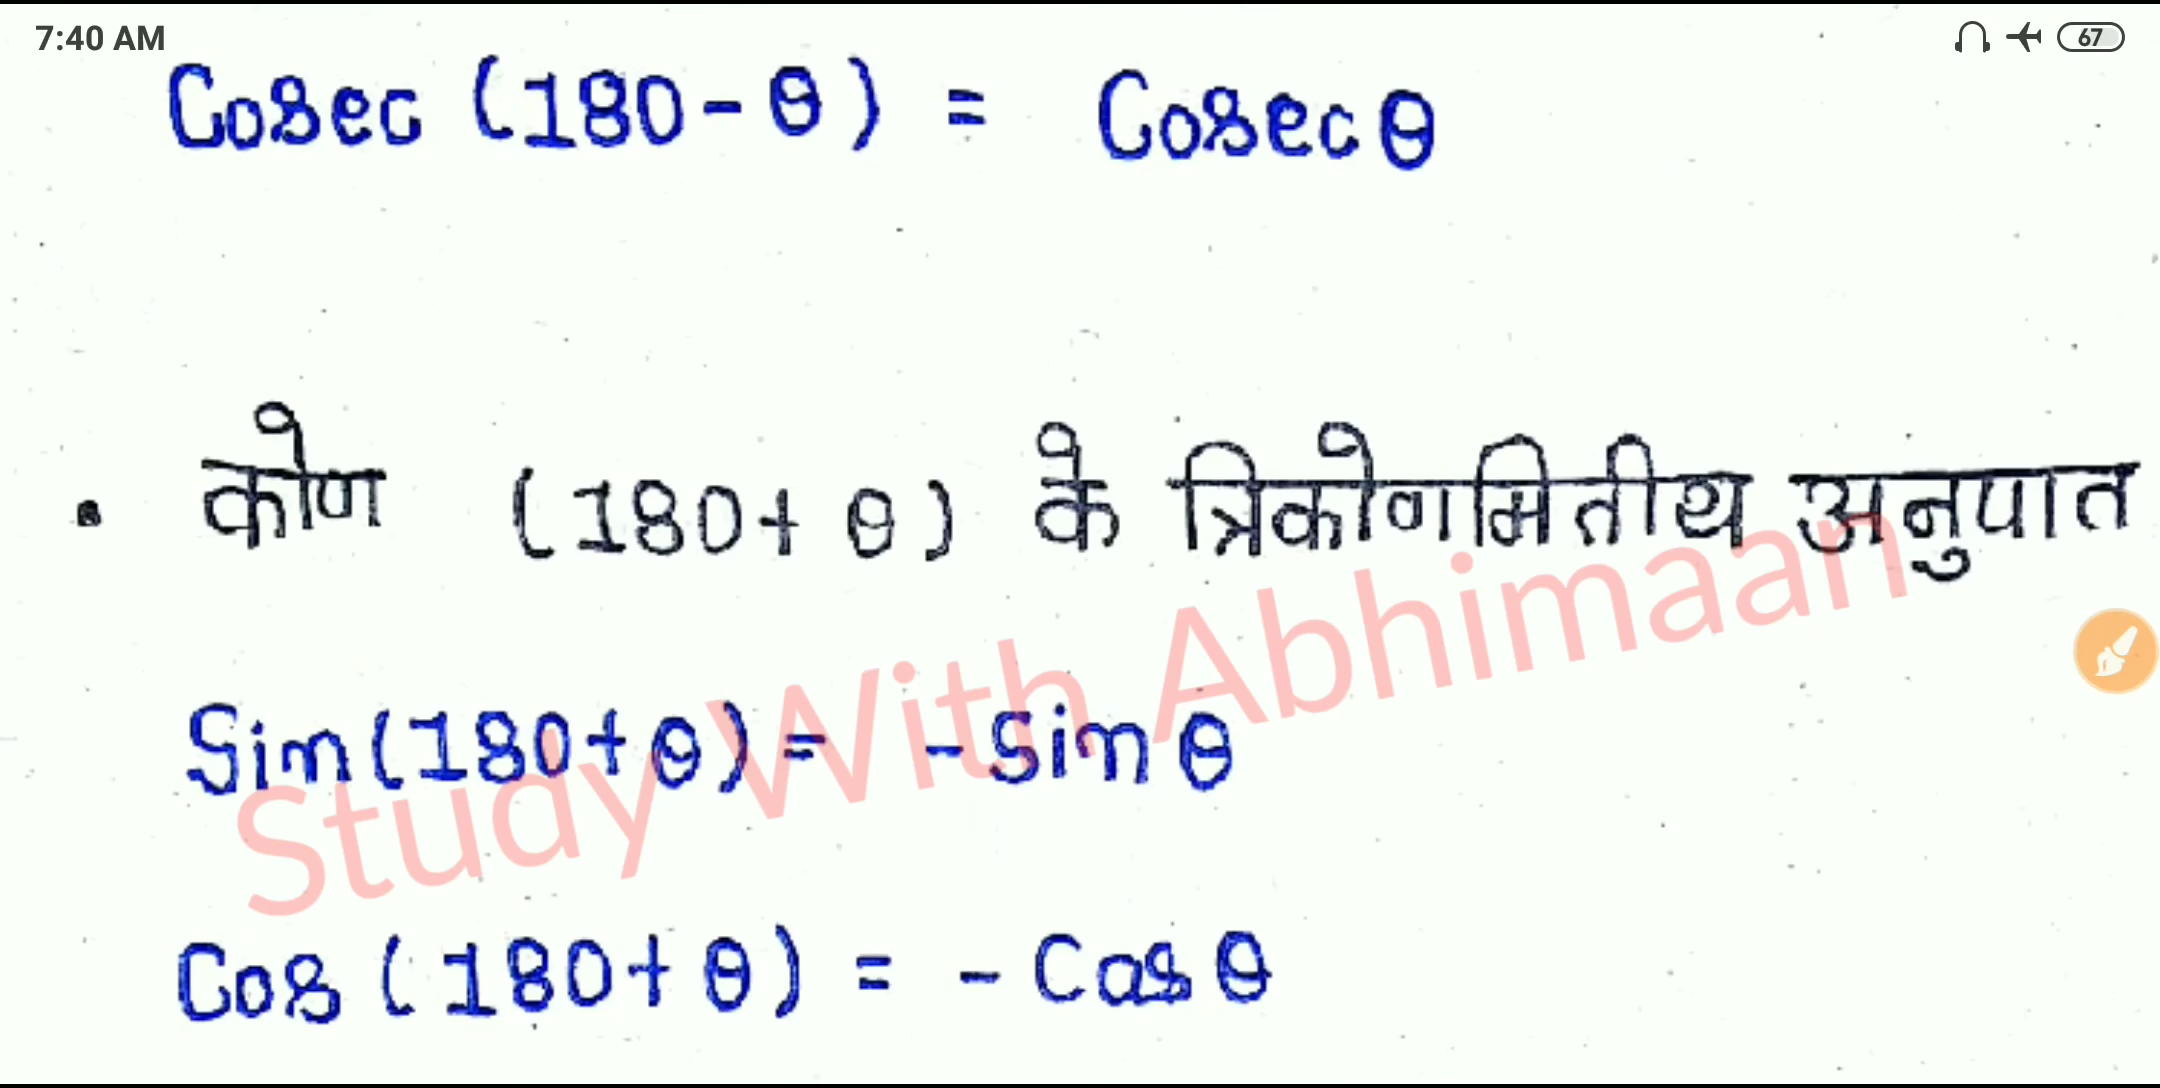 7:40 AM 67
Cosec (180 - θ) = Cosec θ
• कोण (180 + θ) के त्रिकोणमितीय अनुपात
Sin (180 + θ) = - Sin θ
Study With Abhimaan
Cos (180 + θ) = - Cos θ